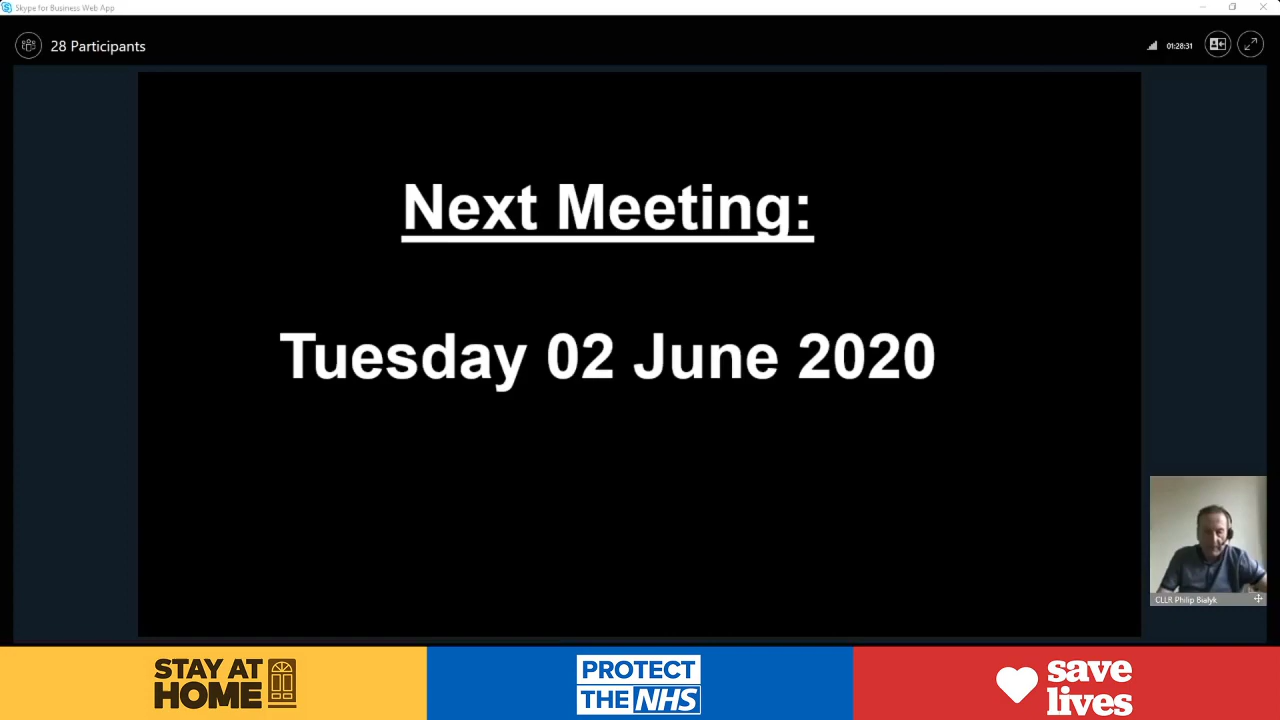 Skype for Business Web App
28 Participants
01:28:31
Next Meeting:
Tuesday 02 June 2020
CLLR Philip Bialyk
STAY AT
HOME
PROTECT
THE NHS
save
lives